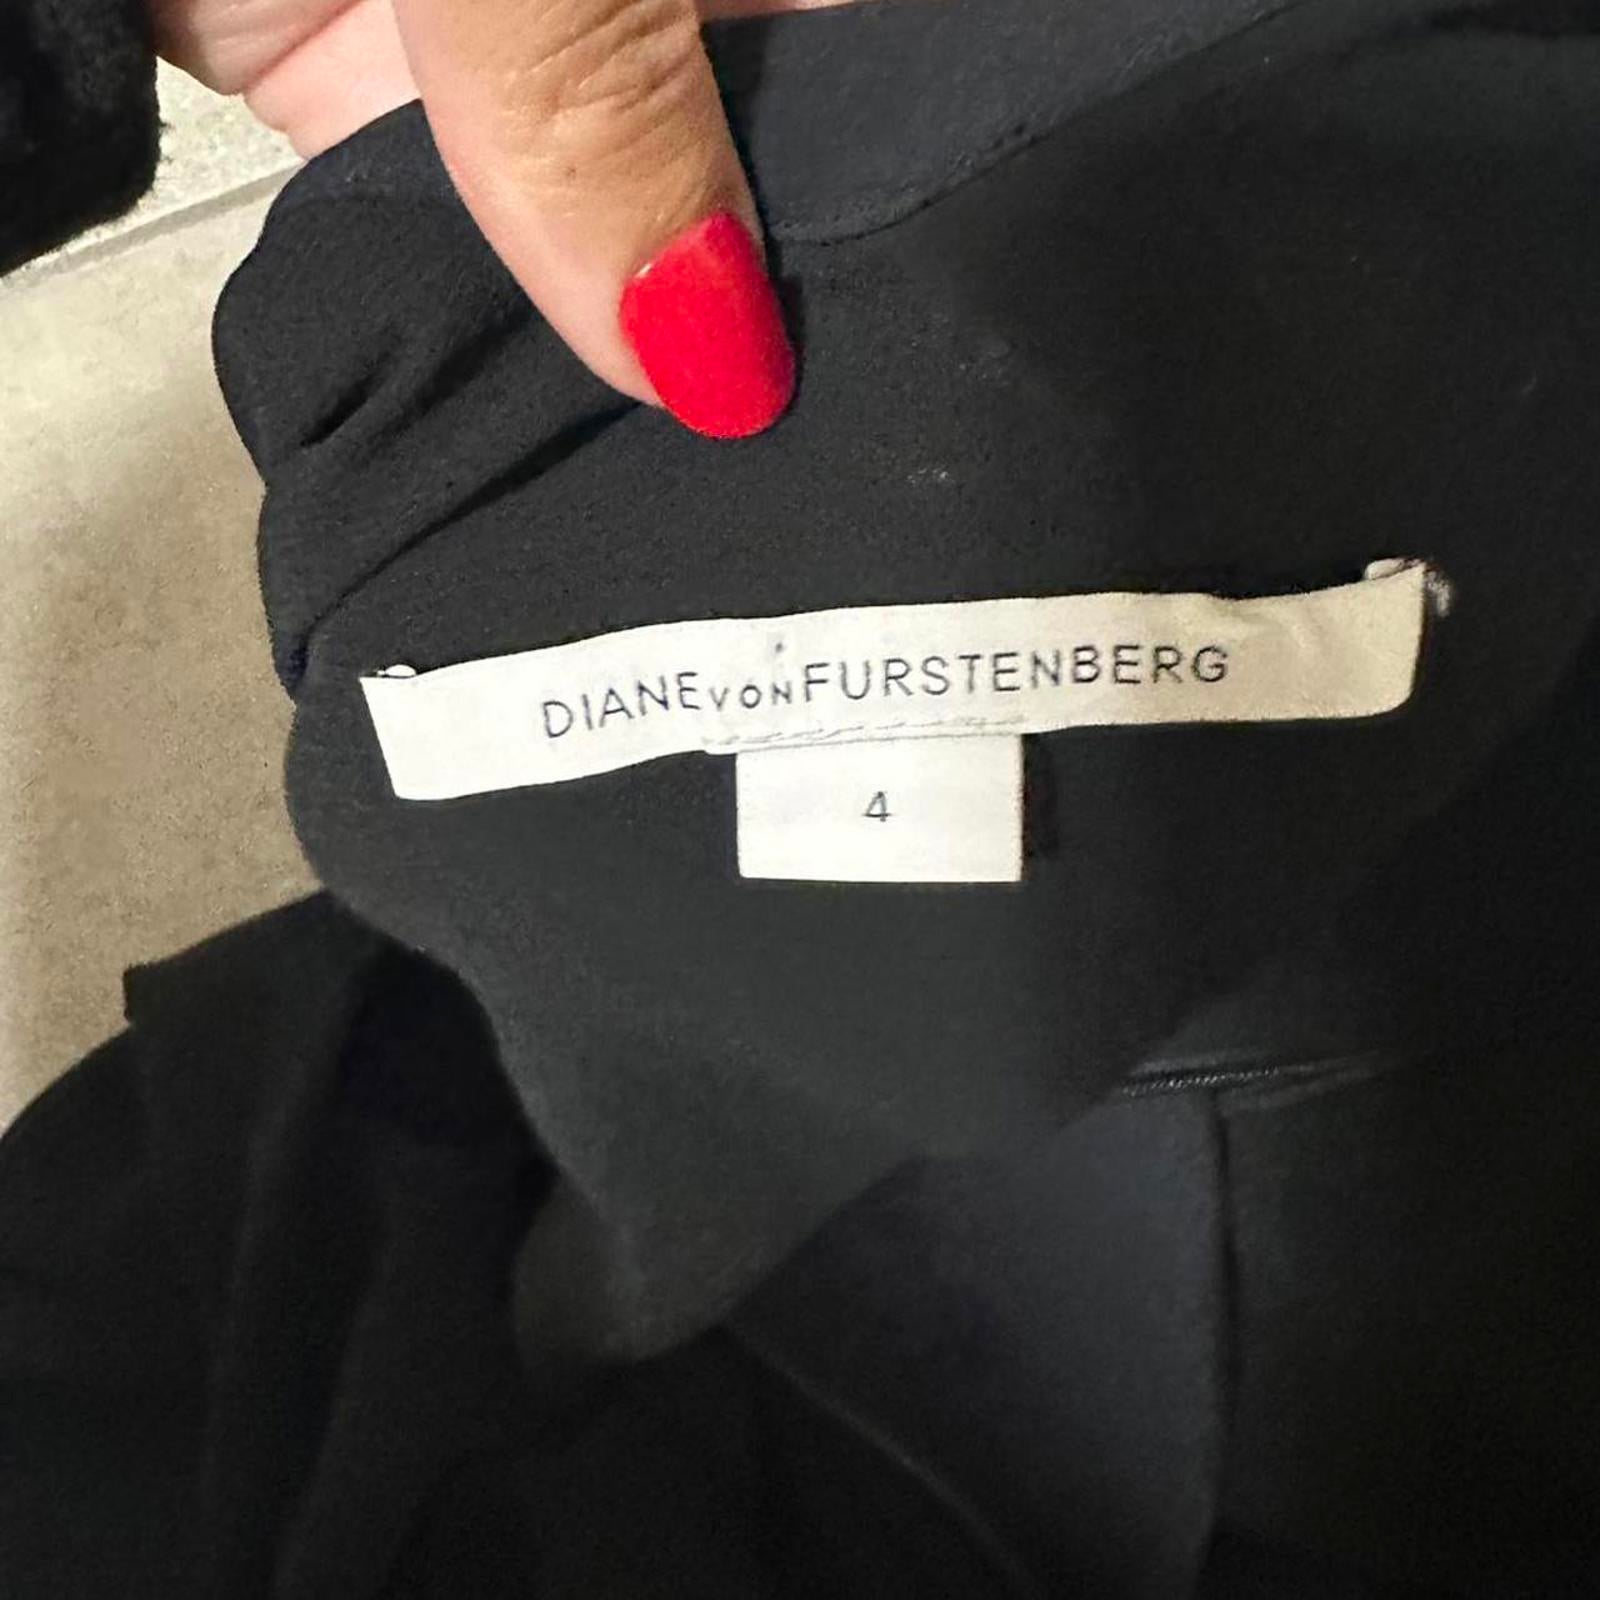 DIANE VON FURSTENBERG
4